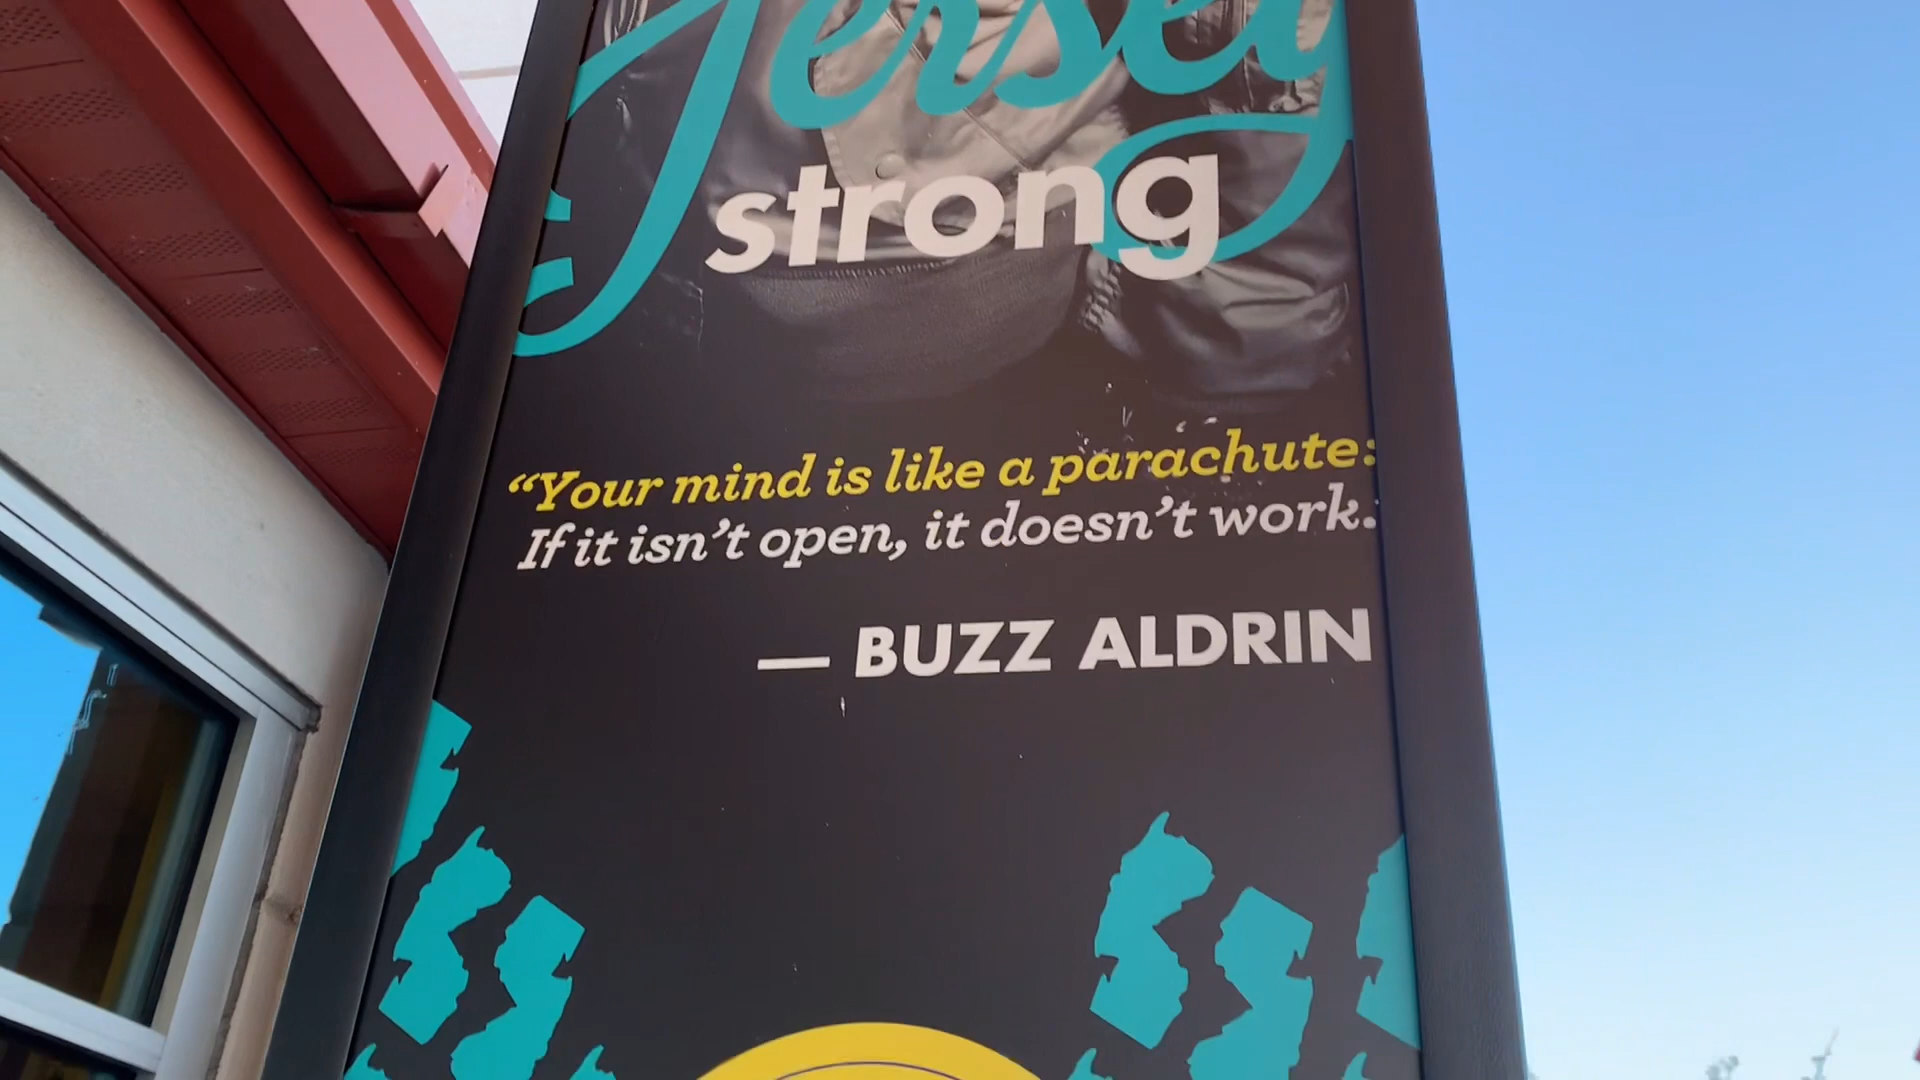 Jersey
strong
“Your mind is like a parachute:
If it isn’t open, it doesn’t work.
— BUZZ ALDRIN